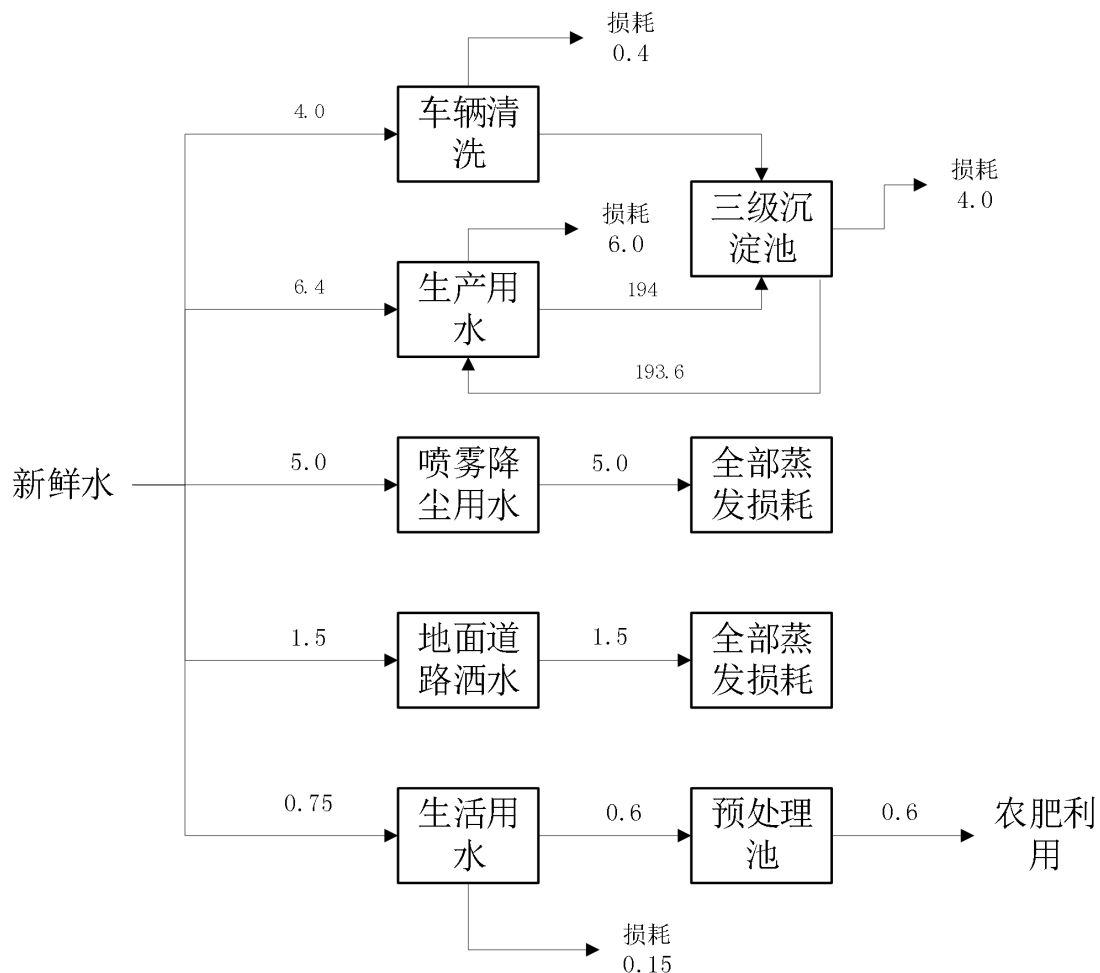 损耗
0.4
4.0
车辆清
洗
损耗
4.0
三级沉
淀池
损耗
6.0
6.4
生产用
水
194
193.6
新鲜水
5.0
喷雾降
尘用水
5.0
全部蒸
发损耗
1.5
地面道
路洒水
1.5
全部蒸
发损耗
0.75
生活用
水
0.6
预处理
池
0.6
农肥利
用
损耗
0.15